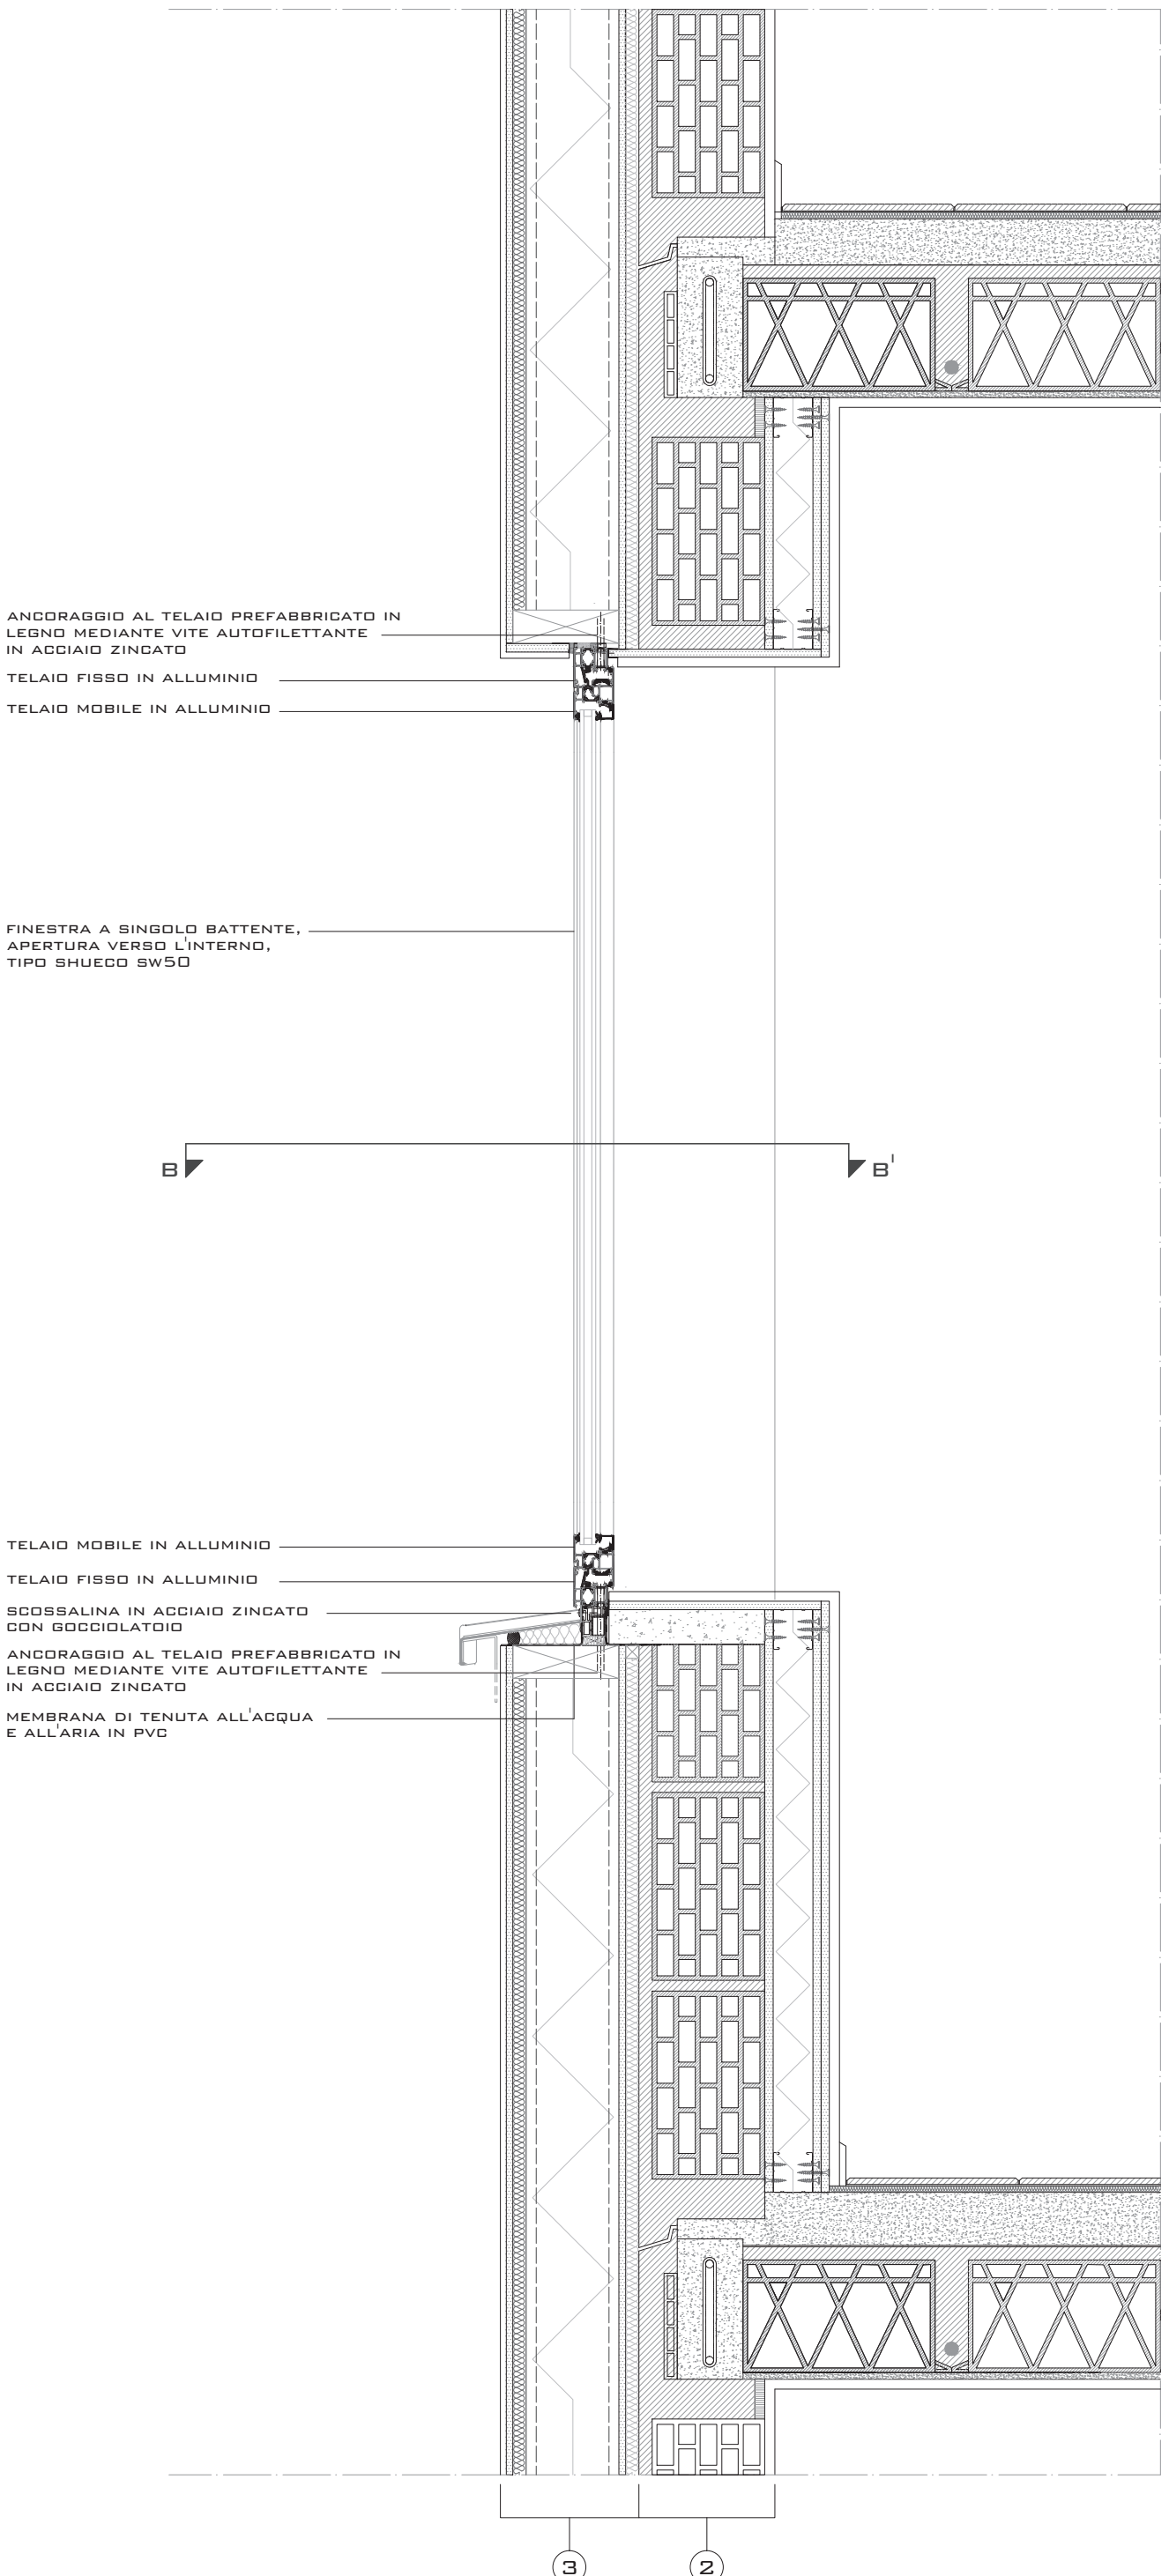 ANCORAGGIO AL TELAIO PREFABBRICATO IN
LEGNO MEDIANTE VITE AUTOFILETTANTE
IN ACCIAIO ZINCATO
TELAIO FISSO IN ALLUMINIO
TELAIO MOBILE IN ALLUMINIO
FINESTRA A SINGOLO BATTENTE,
APERTURA VERSO L'INTERNO,
TIPO SHUECO SW50
B B'
TELAIO MOBILE IN ALLUMINIO
TELAIO FISSO IN ALLUMINIO
SCOSSALINA IN ACCIAIO ZINCATO
CON GOCCIOLATOIO
ANCORAGGIO AL TELAIO PREFABBRICATO IN
LEGNO MEDIANTE VITE AUTOFILETTANTE
IN ACCIAIO ZINCATO
MEMBRANA DI TENUTA ALL'ACQUA
E ALL'ARIA IN PVC
3 2